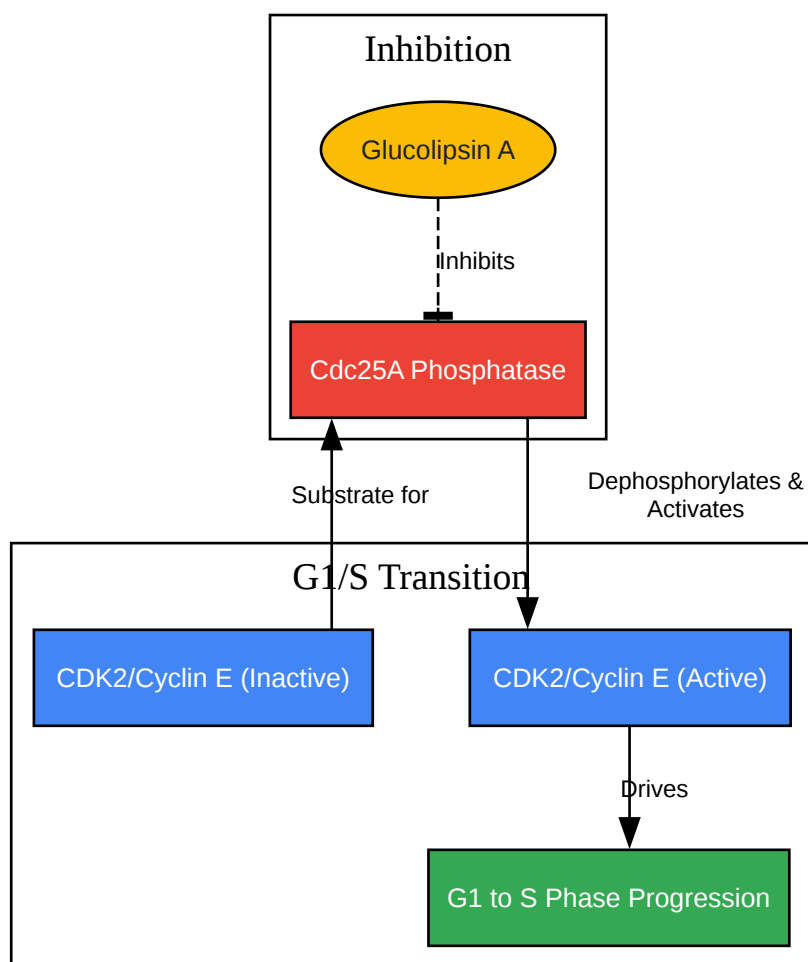 Inhibition
Glucolipsin A
Inhibits
Cdc25A Phosphatase
Substrate for
Dephosphorylates &
Activates
G1/S Transition
CDK2/Cyclin E (Inactive)
CDK2/Cyclin E (Active)
Drives
G1 to S Phase Progression